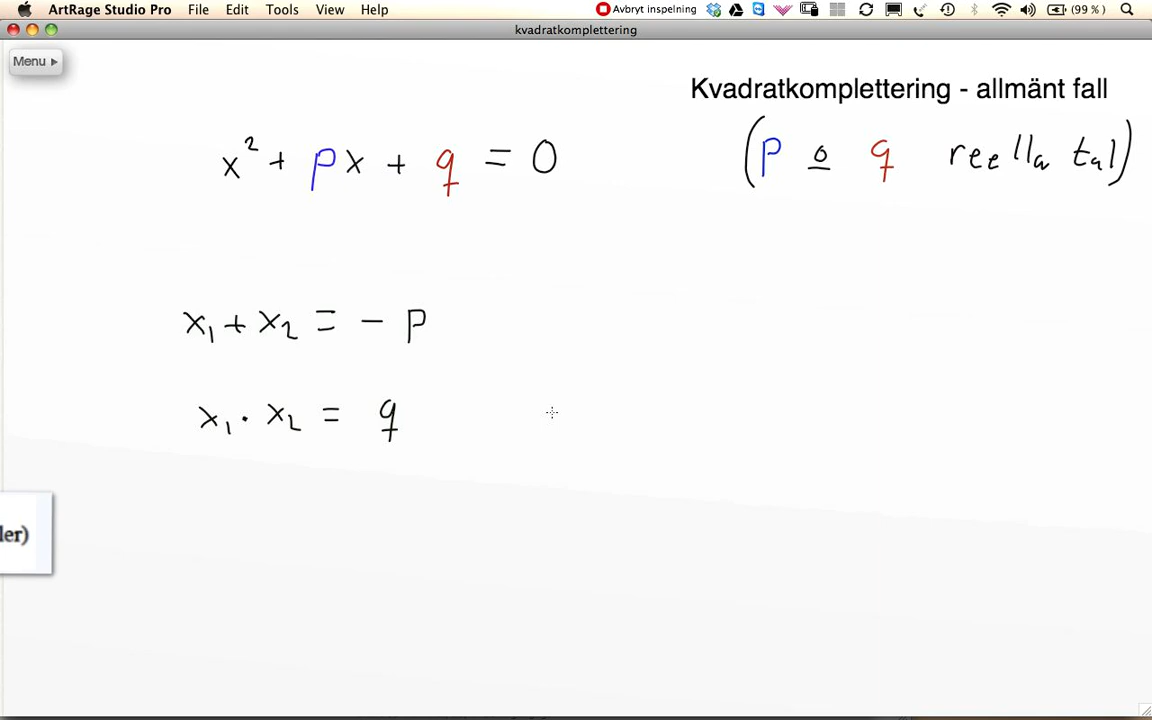 ArtRage Studio Pro File Edit Tools View Help Avbryt inspelning (99 %)
kvadratkomplettering
Menu
Kvadratkomplettering - allmänt fall
x² + px + q = 0 (p o q reella tal)
x₁ + x₂ = - p
x₁ · x₂ = q
ler)